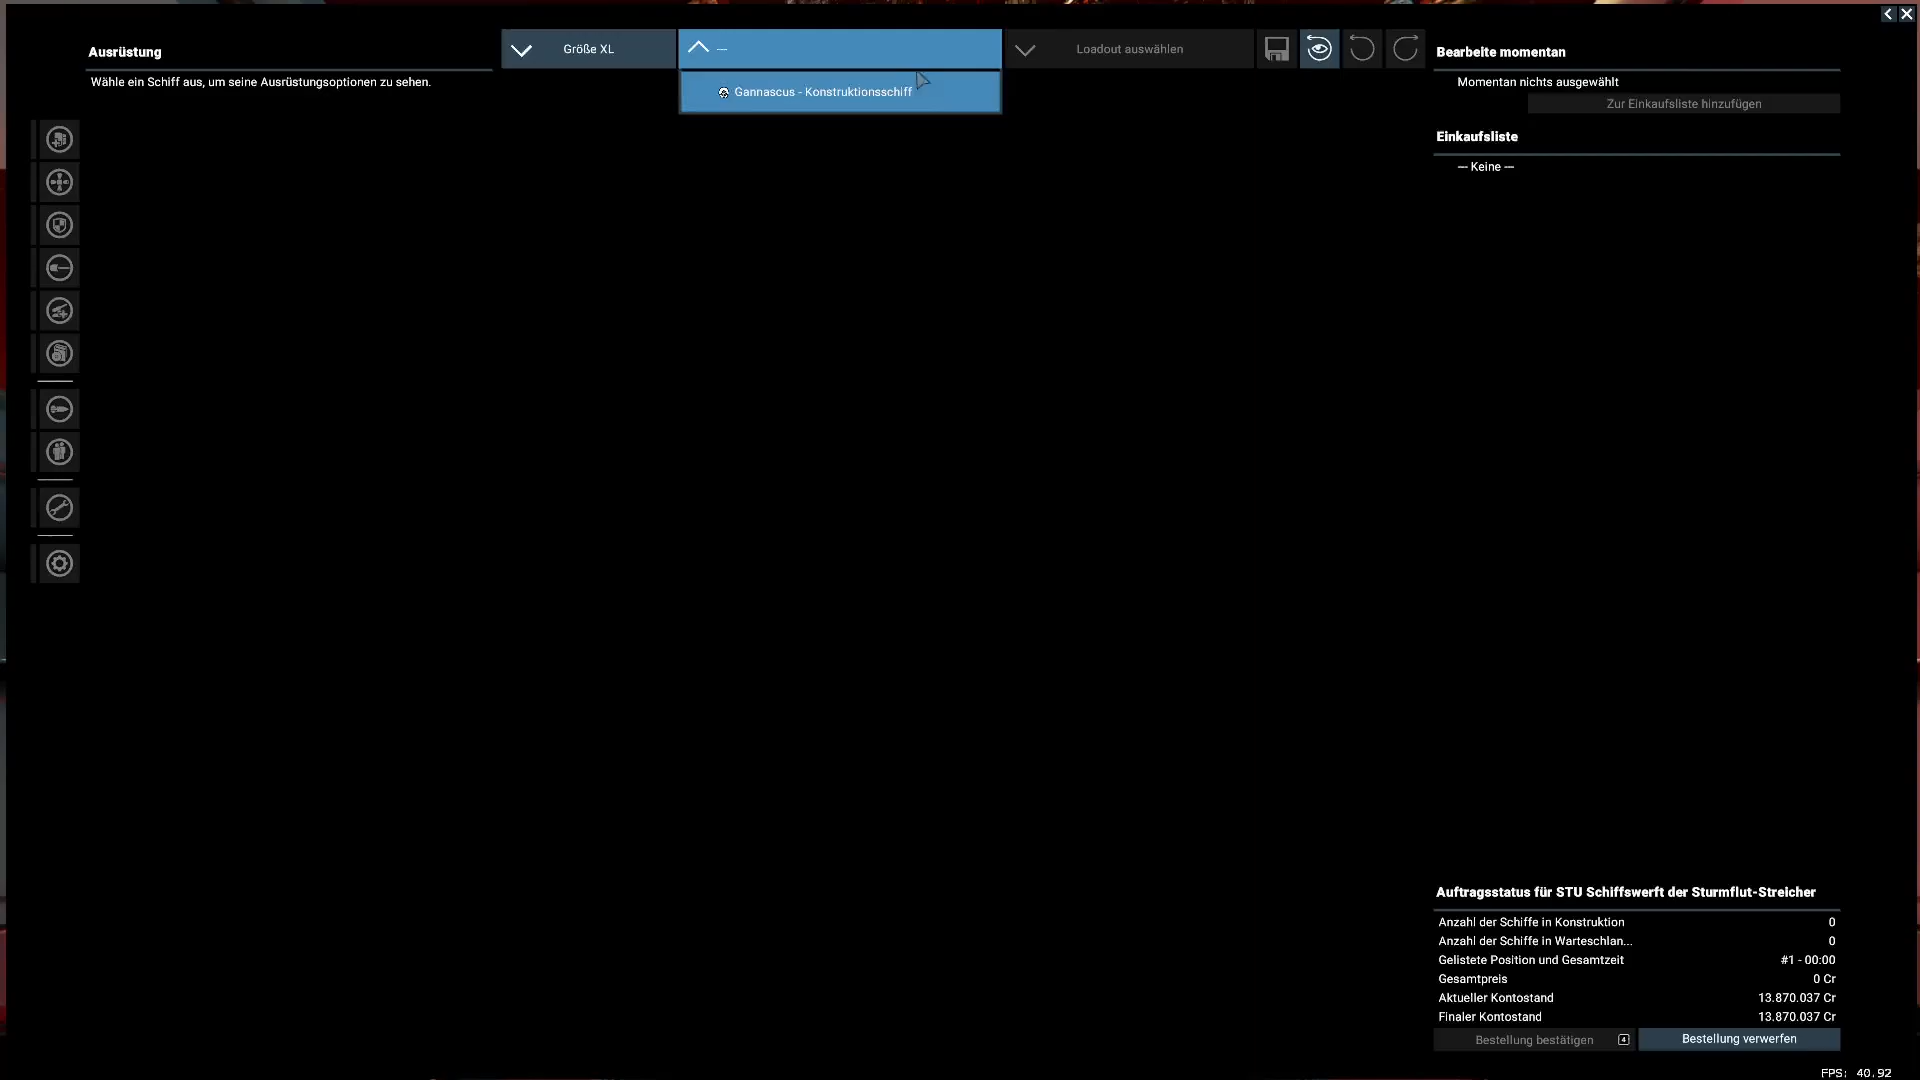 Ausrüstung
Wähle ein Schiff aus, um seine Ausrüstungsoptionen zu sehen.
Größe XL
—
Gannascus - Konstruktionsschiff
Loadout auswählen
Bearbeite momentan
Momentan nichts ausgewählt
Zur Einkaufsliste hinzufügen
Einkaufsliste
— Keine —
Auftragsstatus für STU Schiffswerft der Sturmflut-Streicher
Anzahl der Schiffe in Konstruktion 0
Anzahl der Schiffe in Warteschlan... 0
Gelistete Position und Gesamtzeit #1 - 00:00
Gesamtpreis 0 Cr
Aktueller Kontostand 13.870.037 Cr
Finaler Kontostand 13.870.037 Cr
Bestellung bestätigen 4 Bestellung verwerfen
FPS: 40.92